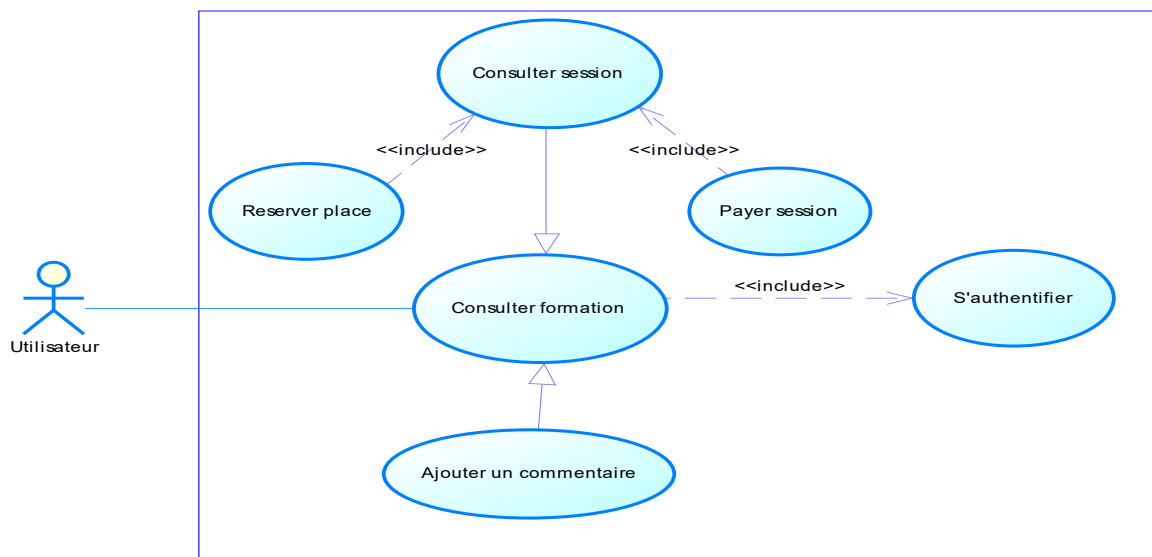 Consulter session
<<include>>
<<include>>
Reserver place
Payer session
<<include>>
Consulter formation
S'authentifier
Utilisateur
Ajouter un commentaire